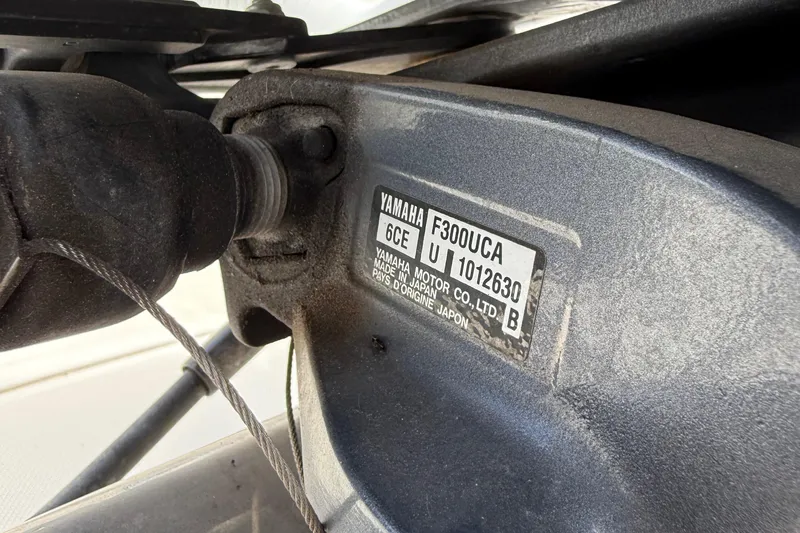 YAMAHA F300UCA
6CE U 1012630
YAMAHA MOTOR CO., LTD. B
MADE IN JAPAN
PAYS D'ORIGINE JAPON